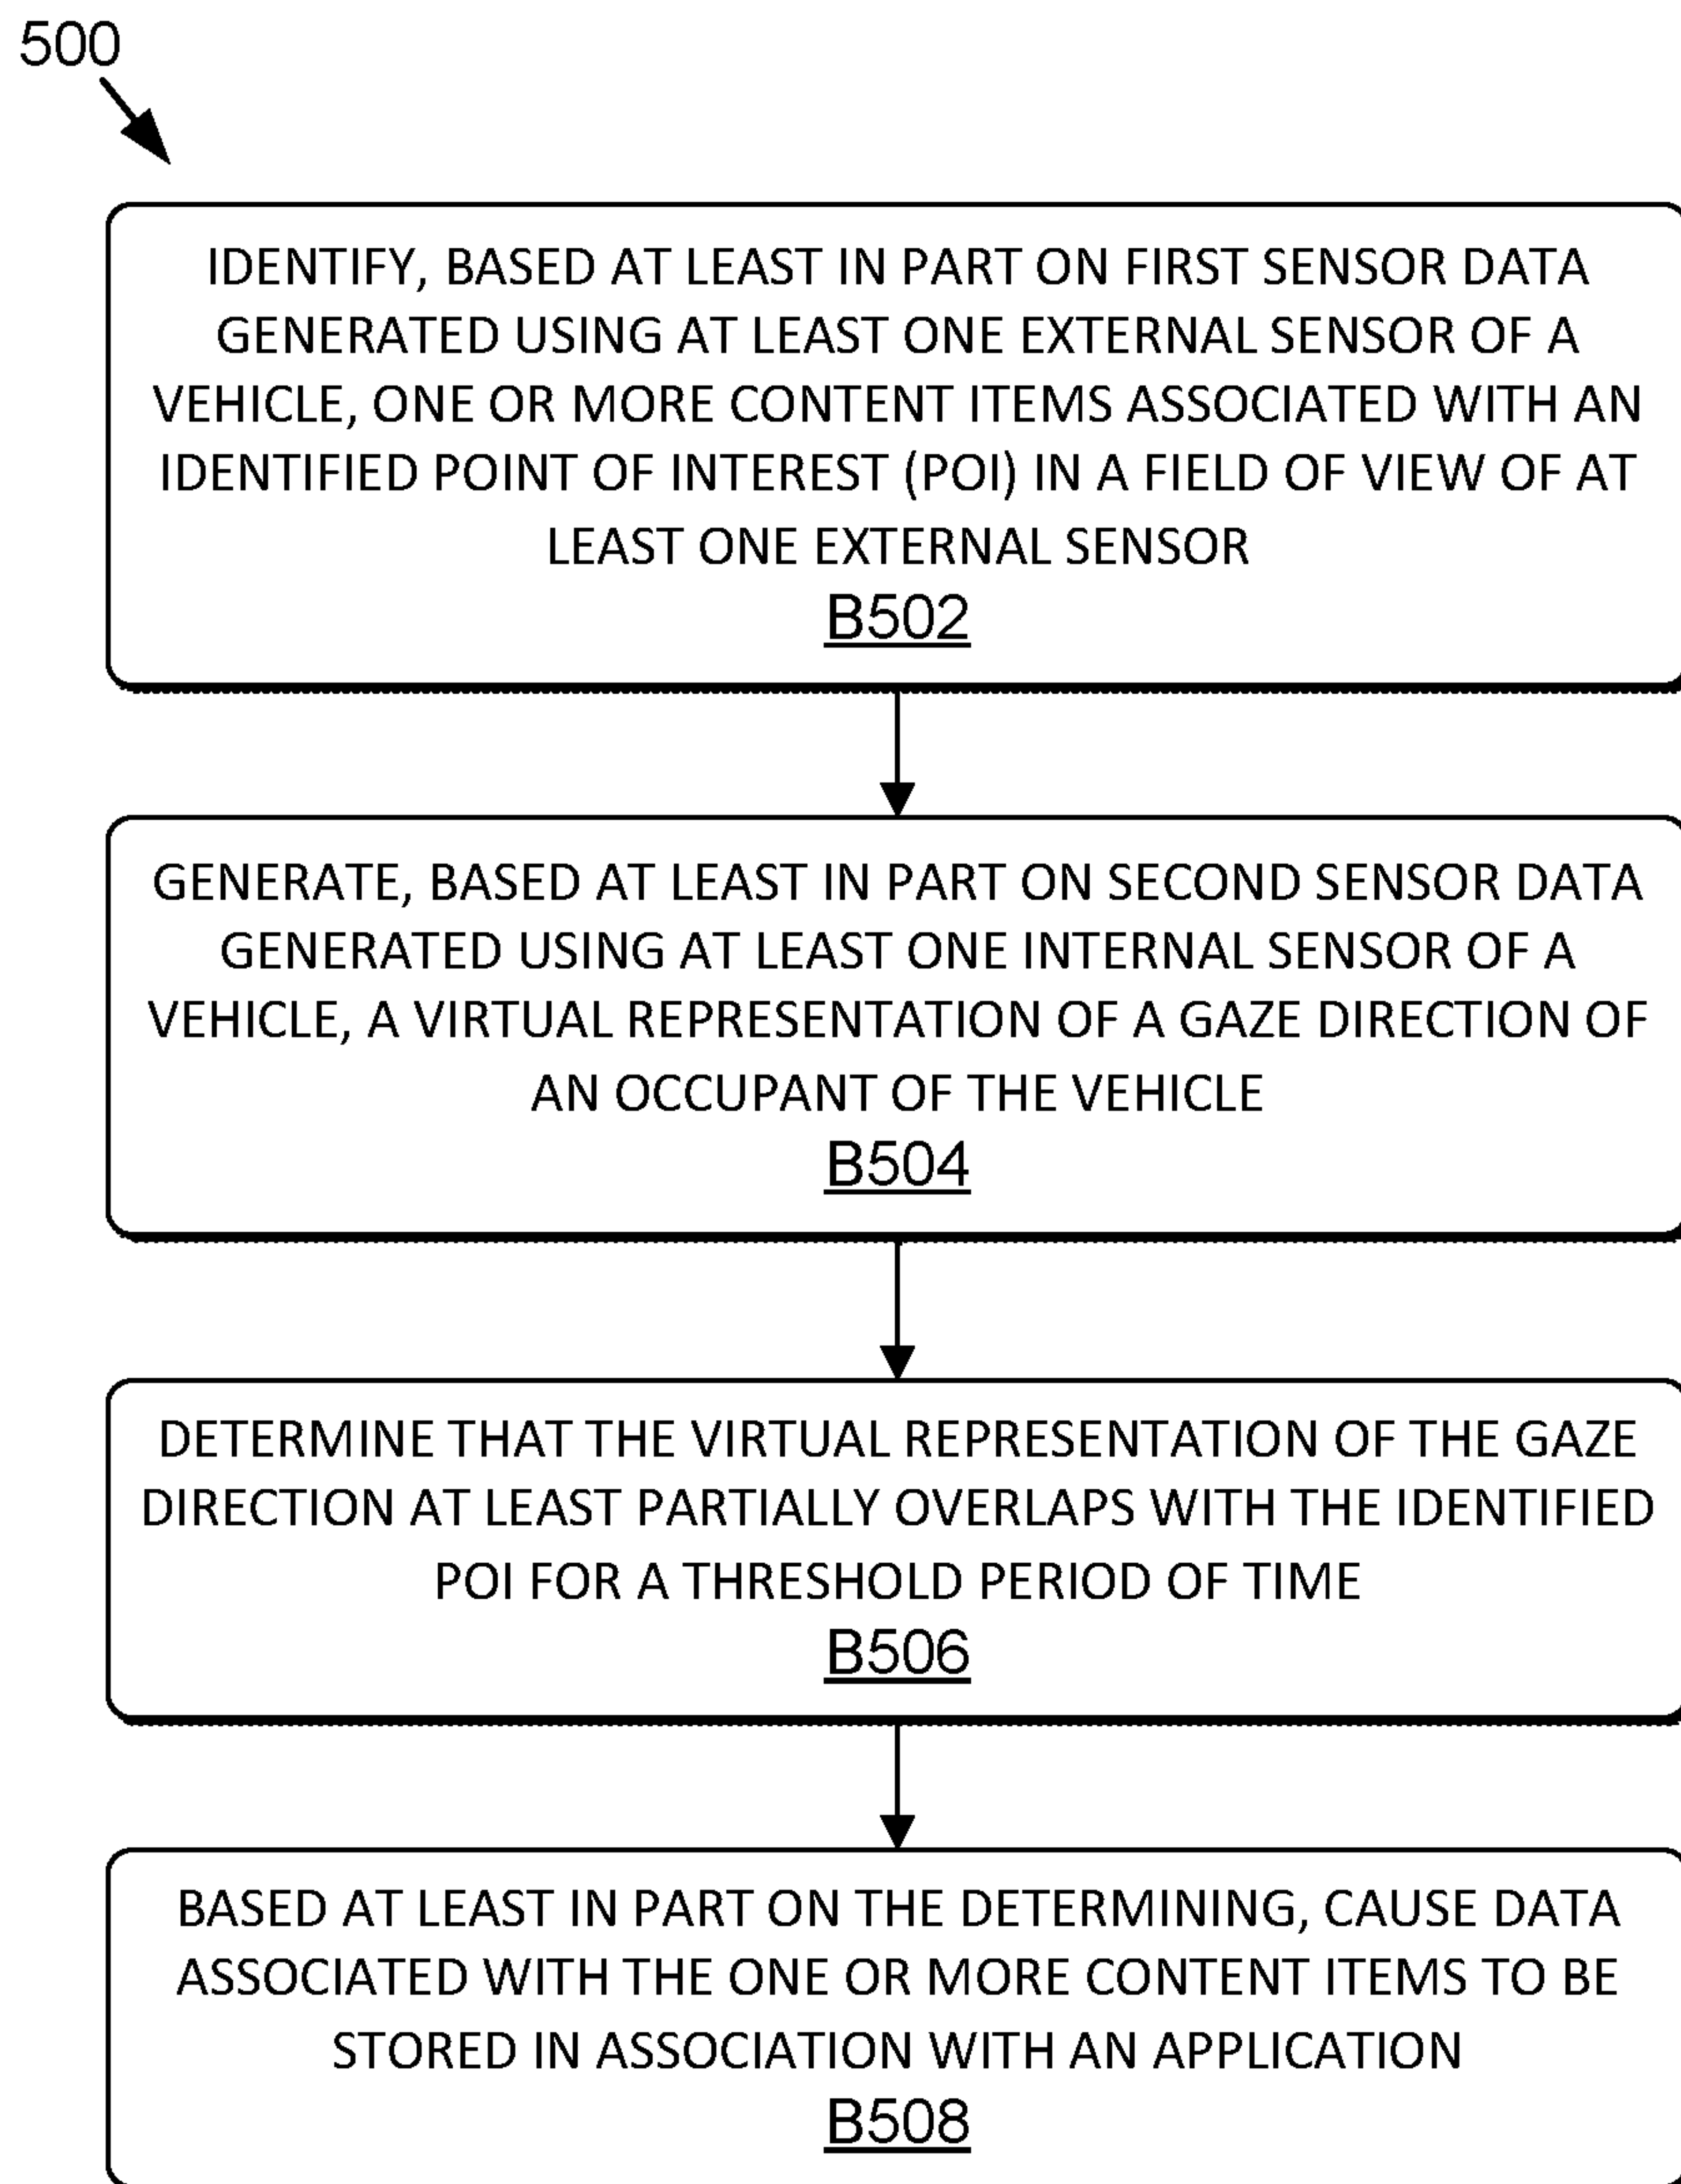 500
IDENTIFY, BASED AT LEAST IN PART ON FIRST SENSOR DATA
GENERATED USING AT LEAST ONE EXTERNAL SENSOR OF A
VEHICLE, ONE OR MORE CONTENT ITEMS ASSOCIATED WITH AN
IDENTIFIED POINT OF INTEREST (POI) IN A FIELD OF VIEW OF AT
LEAST ONE EXTERNAL SENSOR
B502
GENERATE, BASED AT LEAST IN PART ON SECOND SENSOR DATA
GENERATED USING AT LEAST ONE INTERNAL SENSOR OF A
VEHICLE, A VIRTUAL REPRESENTATION OF A GAZE DIRECTION OF
AN OCCUPANT OF THE VEHICLE
B504
DETERMINE THAT THE VIRTUAL REPRESENTATION OF THE GAZE
DIRECTION AT LEAST PARTIALLY OVERLAPS WITH THE IDENTIFIED
POI FOR A THRESHOLD PERIOD OF TIME
B506
BASED AT LEAST IN PART ON THE DETERMINING, CAUSE DATA
ASSOCIATED WITH THE ONE OR MORE CONTENT ITEMS TO BE
STORED IN ASSOCIATION WITH AN APPLICATION
B508